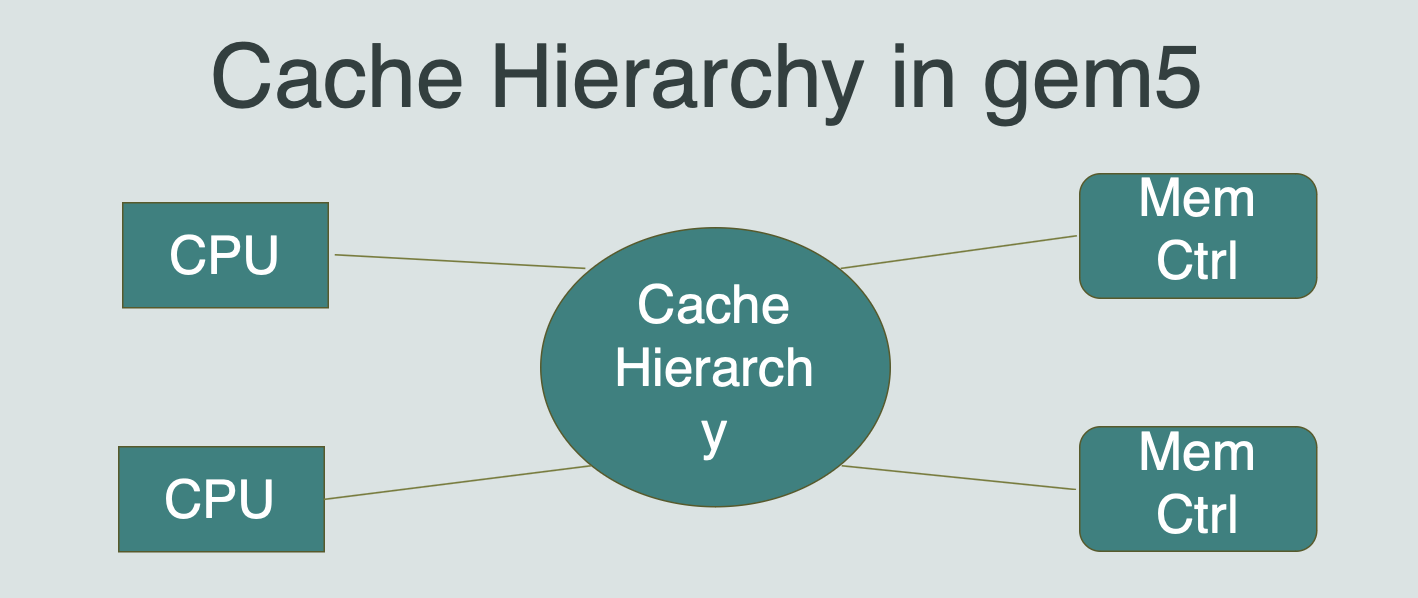 Cache Hierarchy in gem5
CPU
Mem
Ctrl
Cache
Hierarch
y
CPU
Mem
Ctrl